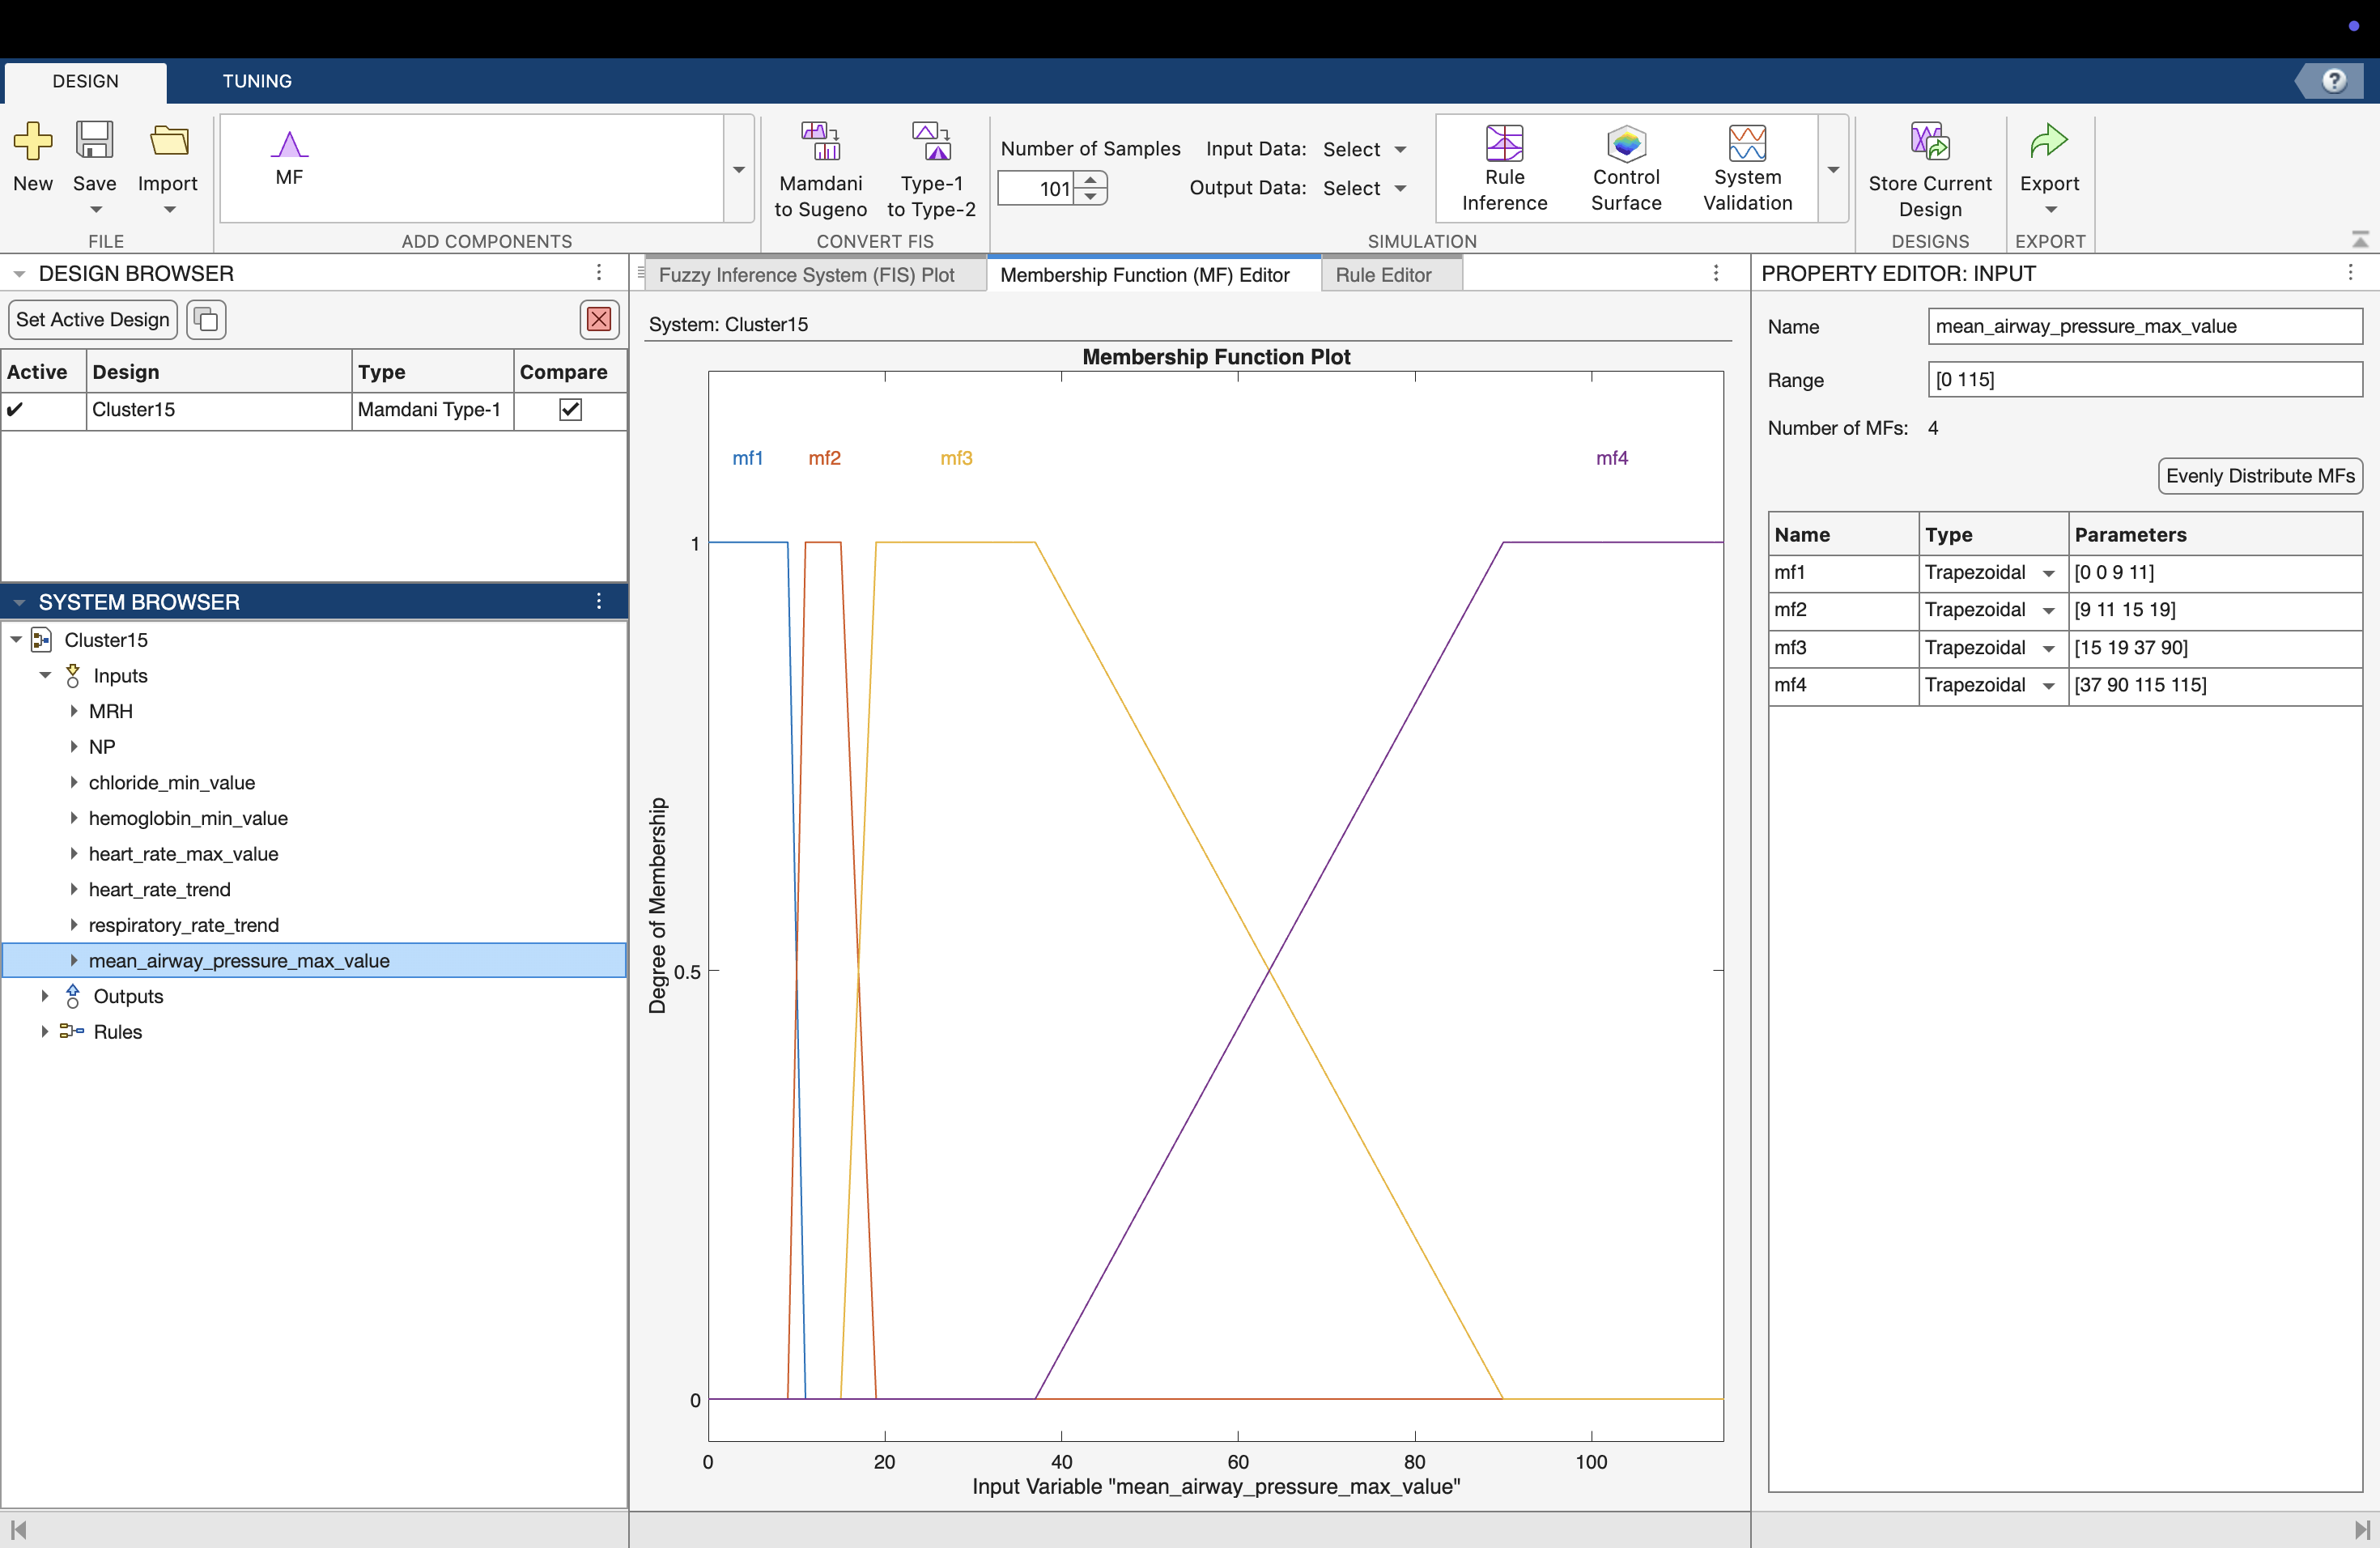 DESIGN
TUNING
?
New
Save
Import
FILE
MF
ADD COMPONENTS
Mamdani
to Sugeno
Type-1
to Type-2
CONVERT FIS
Number of Samples
101
Input Data: Select
Output Data: Select
Rule
Inference
Control
Surface
System
Validation
SIMULATION
Store Current
Design
DESIGNS
Export
EXPORT
DESIGN BROWSER
Set Active Design
Active Design Type Compare
Cluster15 Mamdani Type-1
SYSTEM BROWSER
Cluster15
Inputs
MRH
NP
chloride_min_value
hemoglobin_min_value
heart_rate_max_value
heart_rate_trend
respiratory_rate_trend
mean_airway_pressure_max_value
Outputs
Rules
Fuzzy Inference System (FIS) Plot
Membership Function (MF) Editor
Rule Editor
System: Cluster15
Membership Function Plot
mf1 mf2 mf3 mf4
1
0.5
0
Degree of Membership
0 20 40 60 80 100
Input Variable "mean_airway_pressure_max_value"
PROPERTY EDITOR: INPUT
Name mean_airway_pressure_max_value
Range [0 115]
Number of MFs: 4
Evenly Distribute MFs
Name Type Parameters
mf1 Trapezoidal [0 0 9 11]
mf2 Trapezoidal [9 11 15 19]
mf3 Trapezoidal [15 19 37 90]
mf4 Trapezoidal [37 90 115 115]